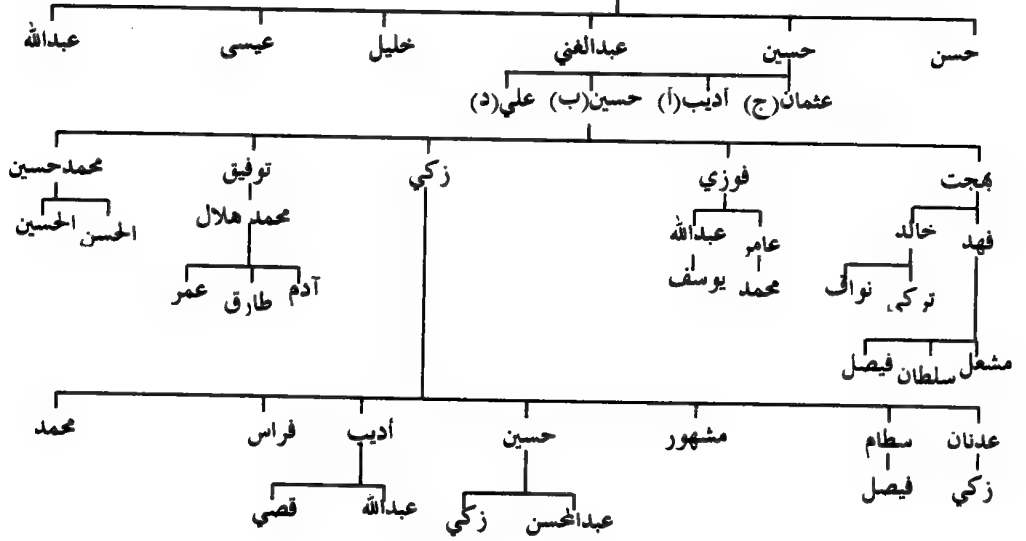 حسن حسين عبدالغني خليل عيسى عبدالله
عثمان(ج) أديب(أ) حسين(ب) علي(د)
بهجت فوزي زكي توفيق محمدحسين
فهد خالد عامر عبدالله محمد هلال الحسن الحسين
تركي نواف محمد يوسف آدم طارق عمر
مشعل سلطان فيصل
عدنان سطام مشهور حسين أديب فراس محمد
زكي فيصل عبدالمحسن زكي عبدالله قصي